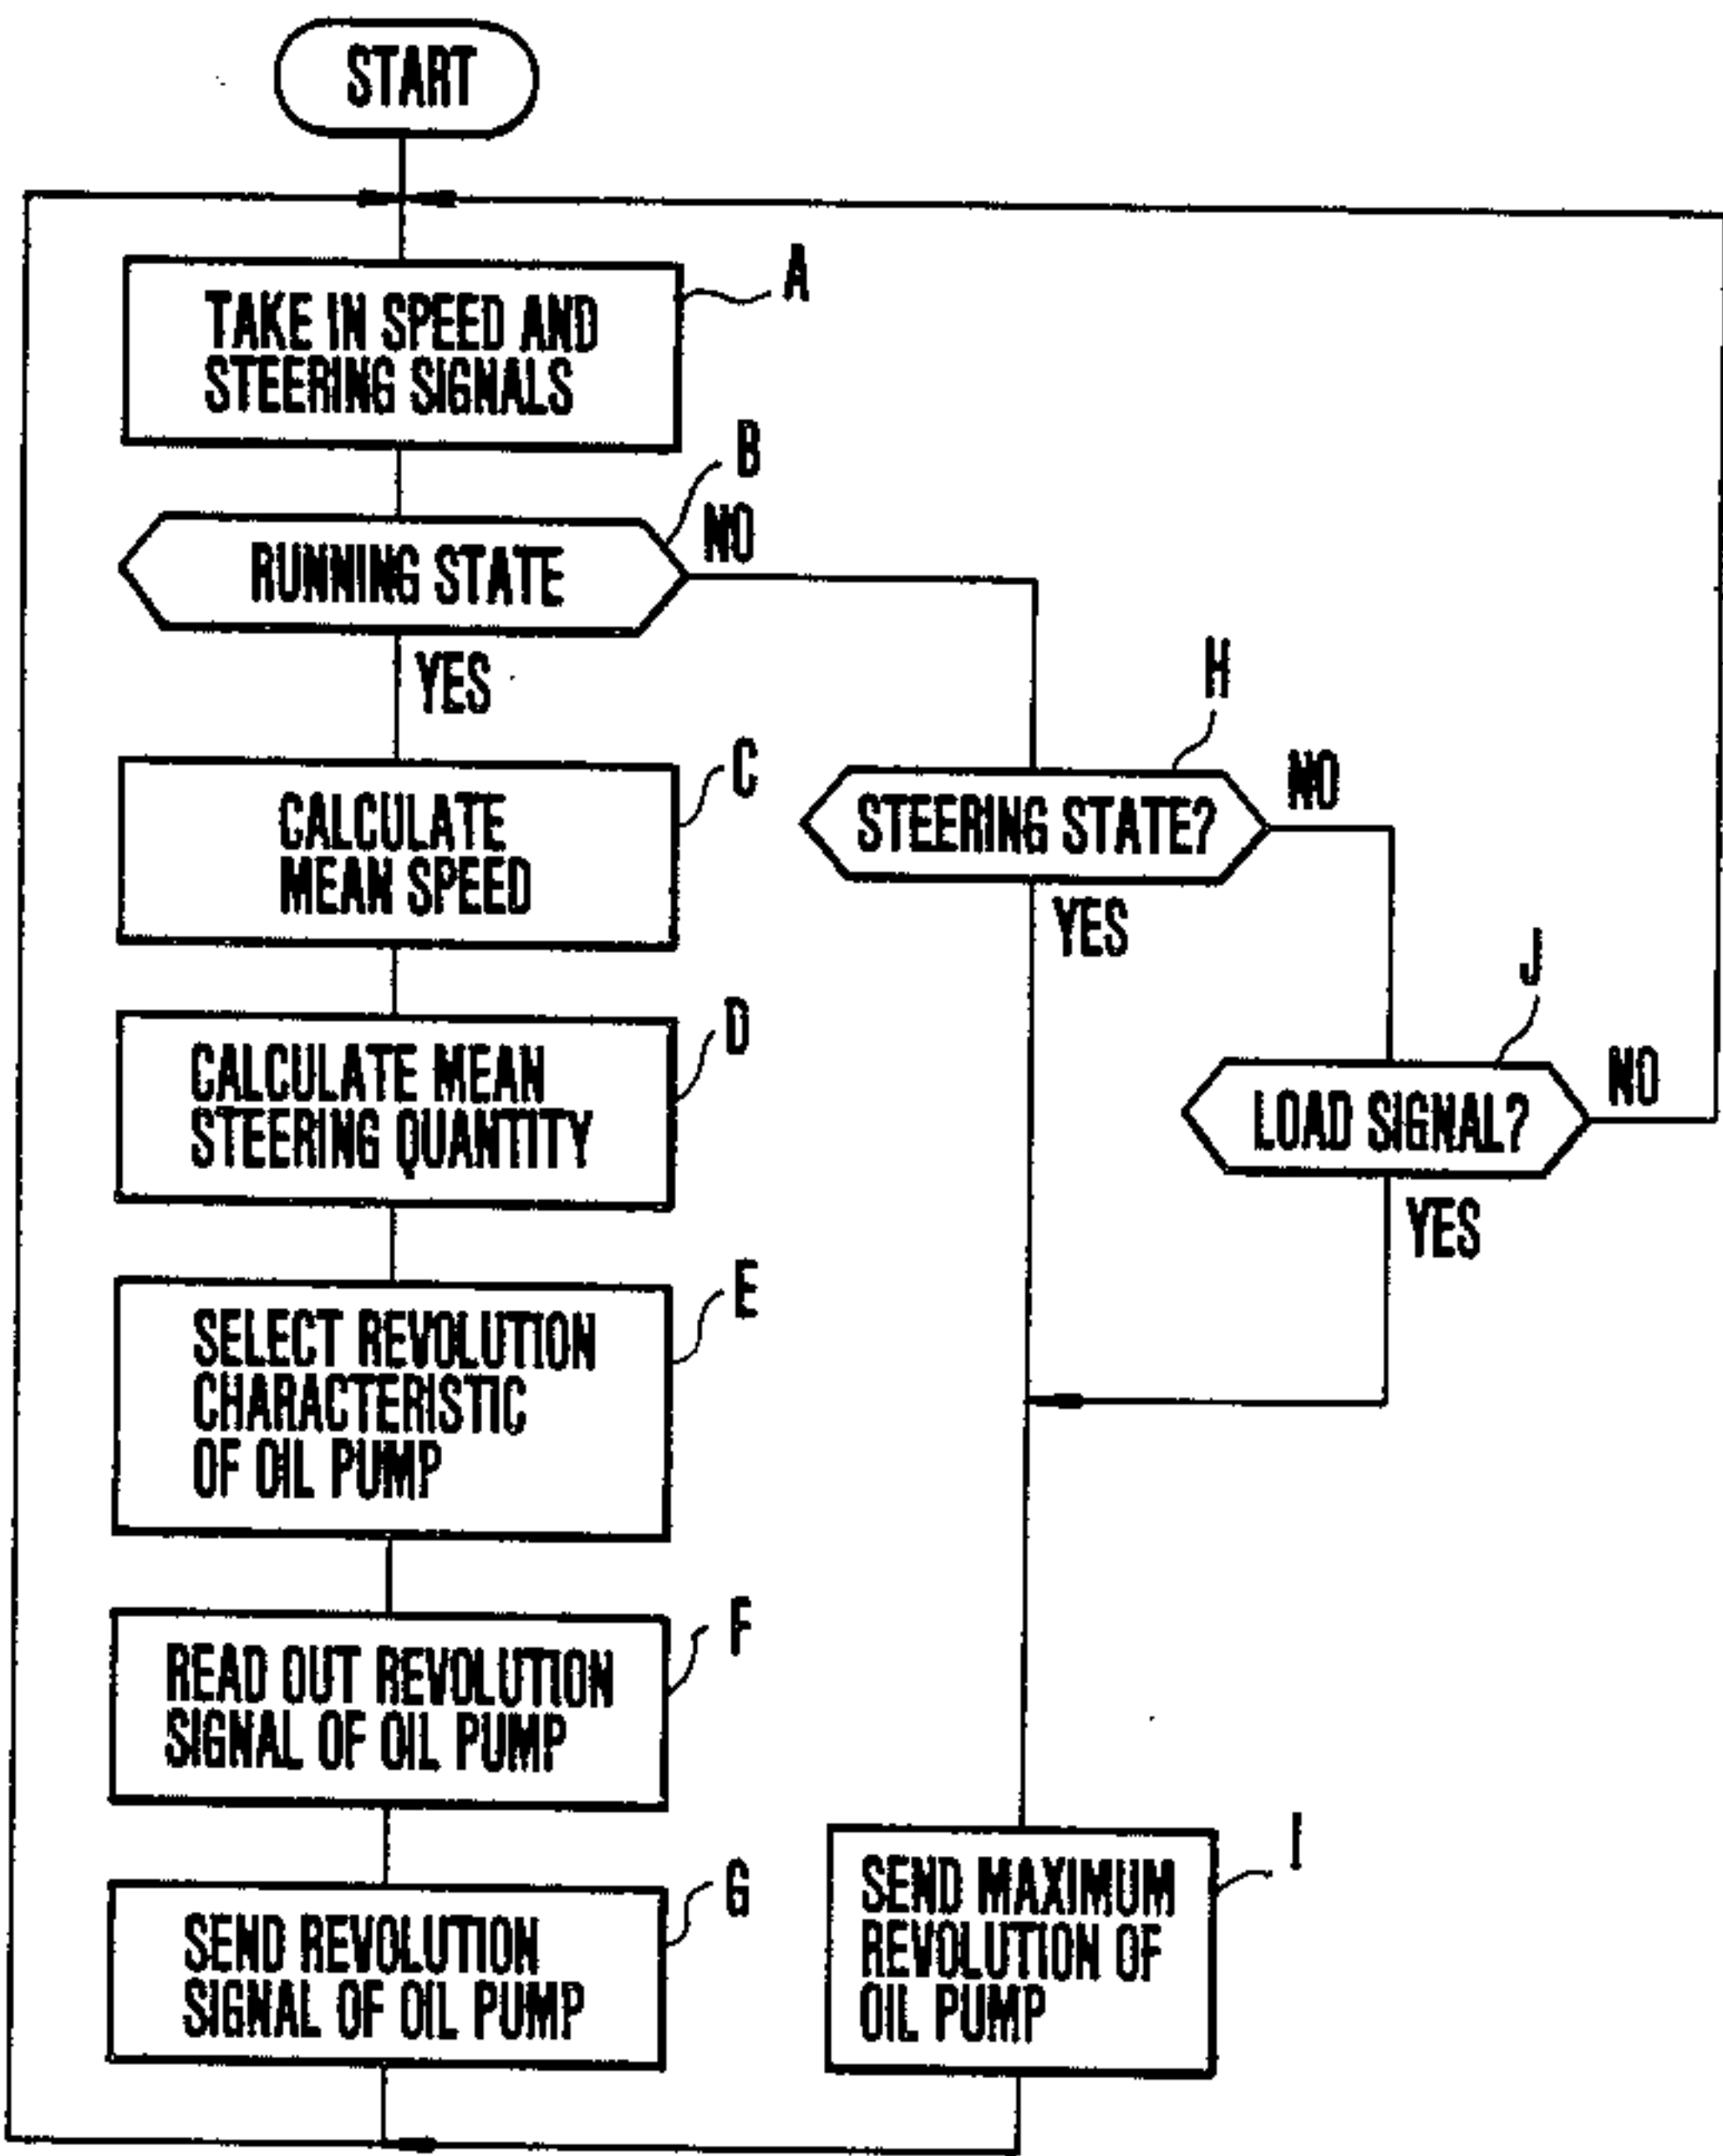 START
A
TAKE IN SPEED AND
STEERING SIGNALS
B
NO
RUNNING STATE
YES
H
C
NO
CALCULATE
MEAN SPEED
STEERING STATE?
YES
J
D
CALCULATE MEAN
STEERING QUANTITY
NO
LOAD SIGNAL?
YES
E
SELECT REVOLUTION
CHARACTERISTIC
OF OIL PUMP
F
READ OUT REVOLUTION
SIGNAL OF OIL PUMP
I
G
SEND REVOLUTION
SIGNAL OF OIL PUMP
SEND MAXIMUM
REVOLUTION OF
OIL PUMP